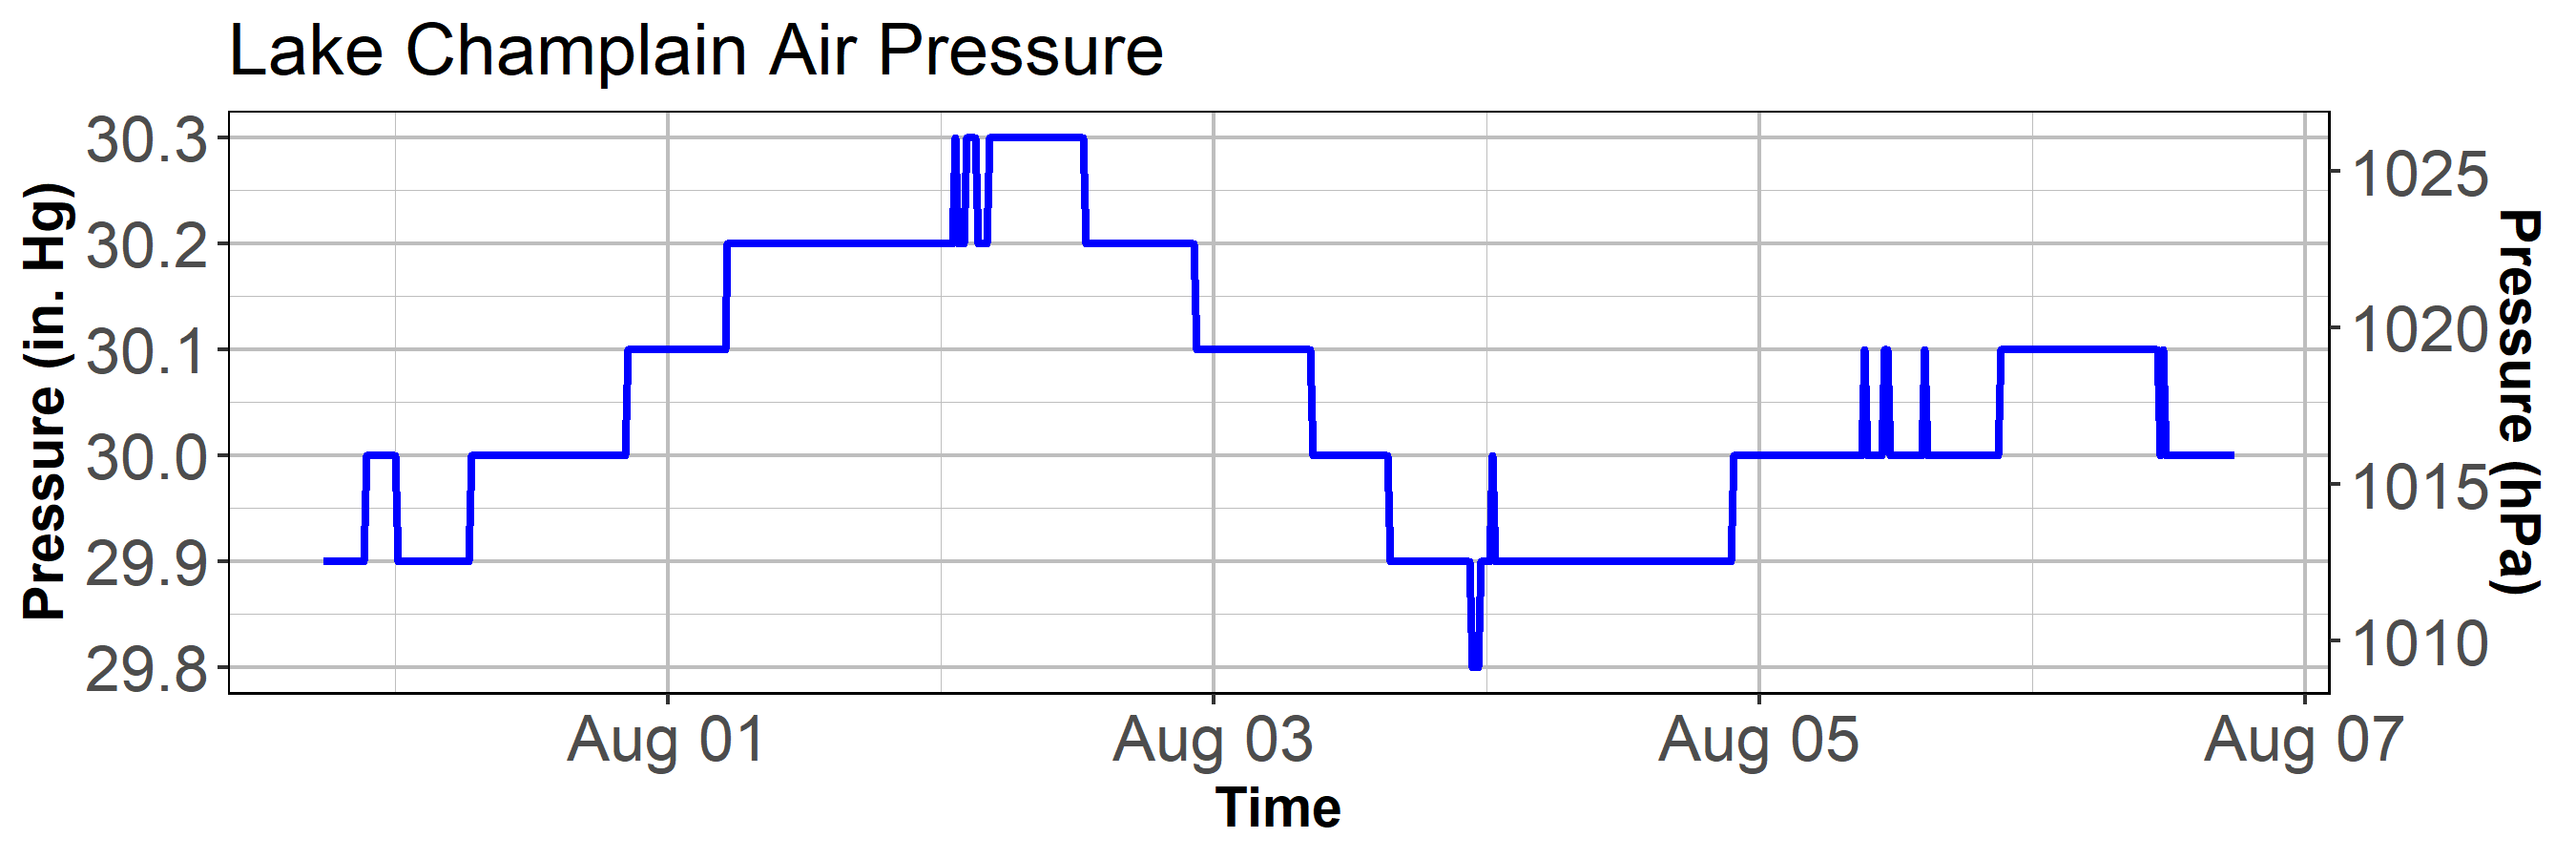 Lake Champlain Air Pressure
Pressure (in. Hg)
30.3
30.2
30.1
30.0
29.9
29.8
1025
1020
1015
1010
Pressure (hPa)
Aug 01
Aug 03
Aug 05
Aug 07
Time